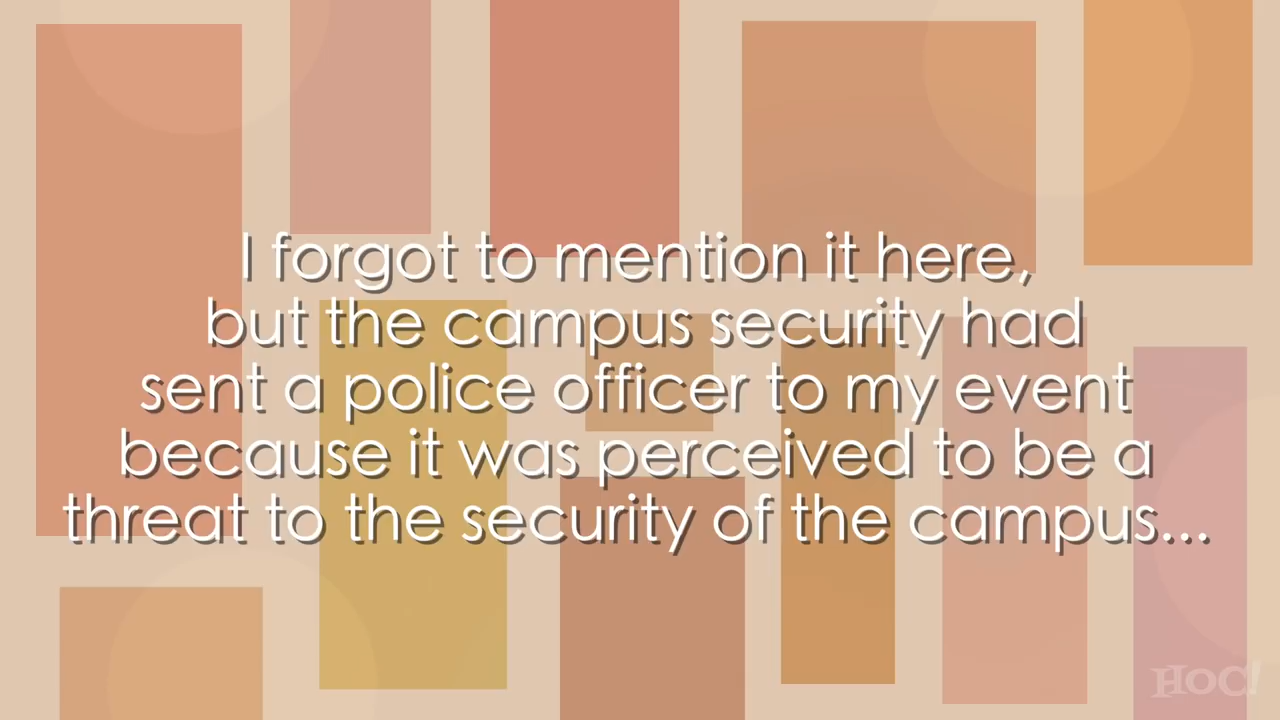 I forgot to mention it here,
but the campus security had
sent a police officer to my event
because it was perceived to be a
threat to the security of the campus...
HOC!